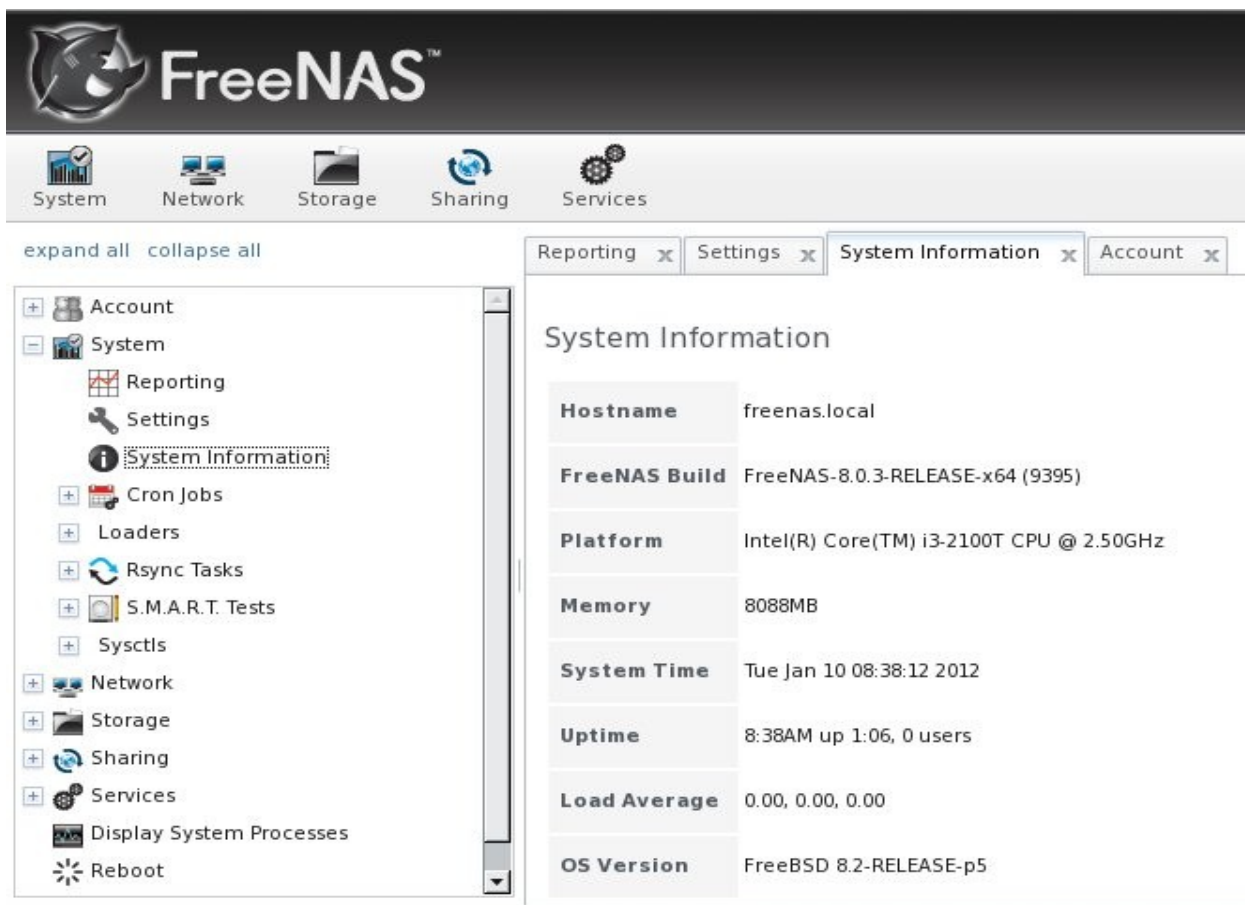 FreeNAS™
System Network Storage Sharing Services
expand all collapse all
Account
System
Reporting
Settings
System Information
Cron Jobs
Loaders
Rsync Tasks
S.M.A.R.T. Tests
Sysctls
Network
Storage
Sharing
Services
Display System Processes
Reboot
Reporting x Settings x System Information x Account x
System Information
Hostname freenas.local
FreeNAS Build FreeNAS-8.0.3-RELEASE-x64 (9395)
Platform Intel(R) Core(TM) i3-2100T CPU @ 2.50GHz
Memory 8088MB
System Time Tue Jan 10 08:38:12 2012
Uptime 8:38AM up 1:06, 0 users
Load Average 0.00, 0.00, 0.00
OS Version FreeBSD 8.2-RELEASE-p5